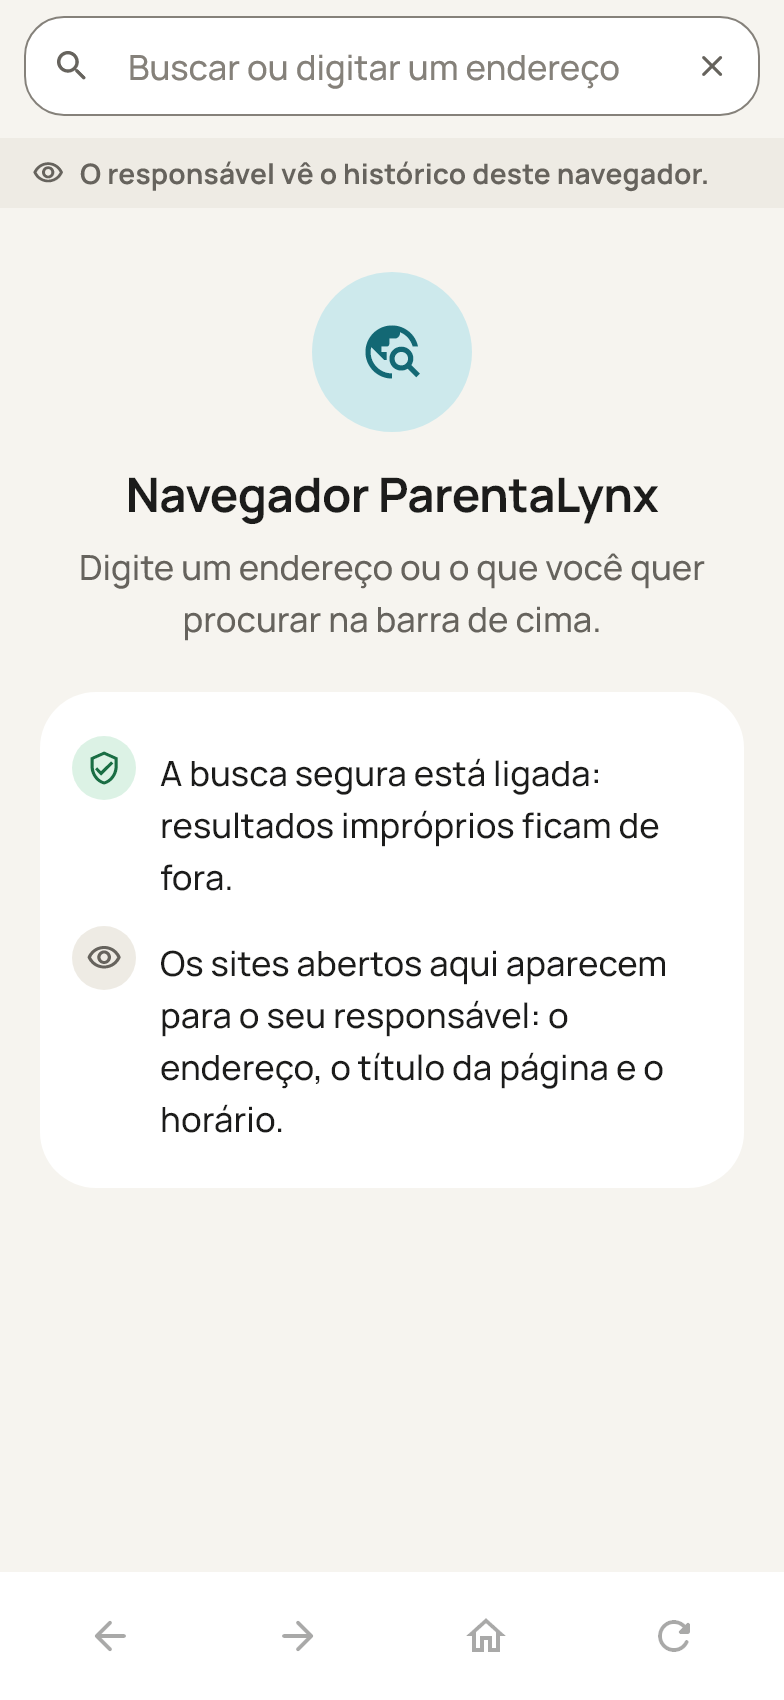 Buscar ou digitar um endereço
O responsável vê o histórico deste navegador.
Navegador ParentaLynx
Digite um endereço ou o que você quer
procurar na barra de cima.
A busca segura está ligada:
resultados impróprios ficam de
fora.
Os sites abertos aqui aparecem
para o seu responsável: o
endereço, o título da página e o
horário.